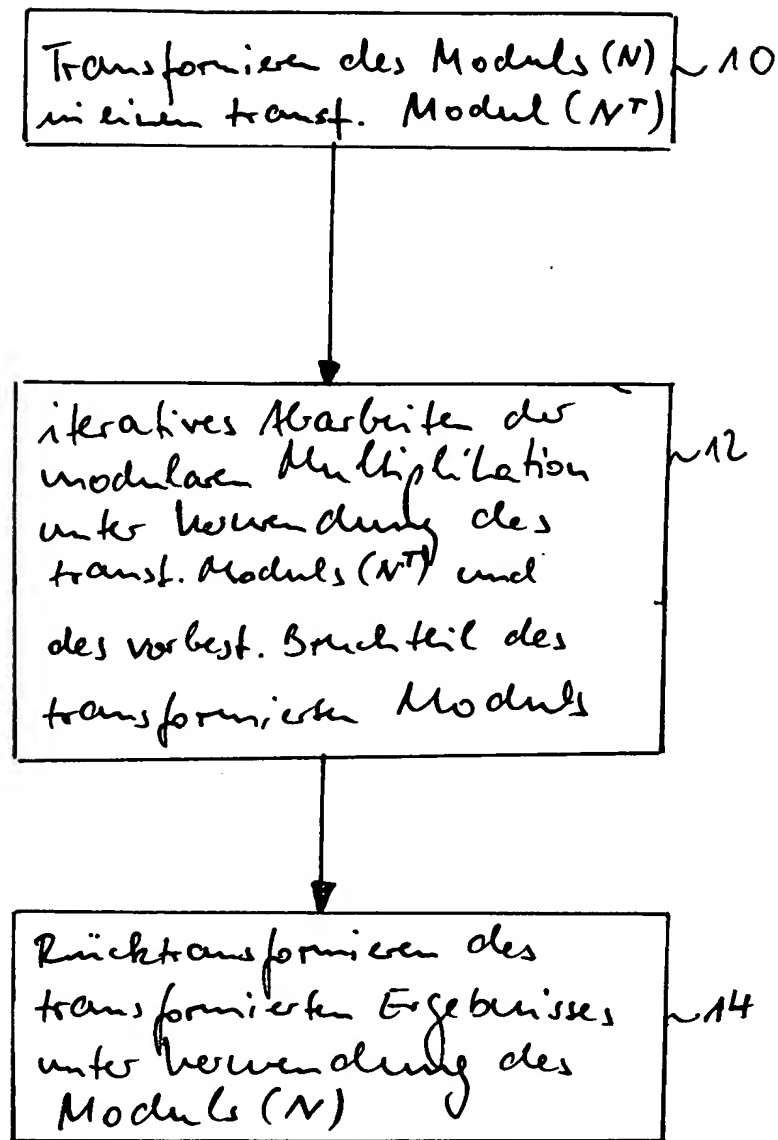 Transformieren des Moduls (N) ~ 10
in einen transf. Modul (N^T)
iteratives Abarbeiten der
modularen Multiplikation ~ 12
unter Verwendung des
transf. Moduls (N^T) und
des vorbest. Bruchteil des
transformierten Moduls
Rücktransformieren des
transformierten Ergebnisses ~ 14
unter Verwendung des
Moduls (N)